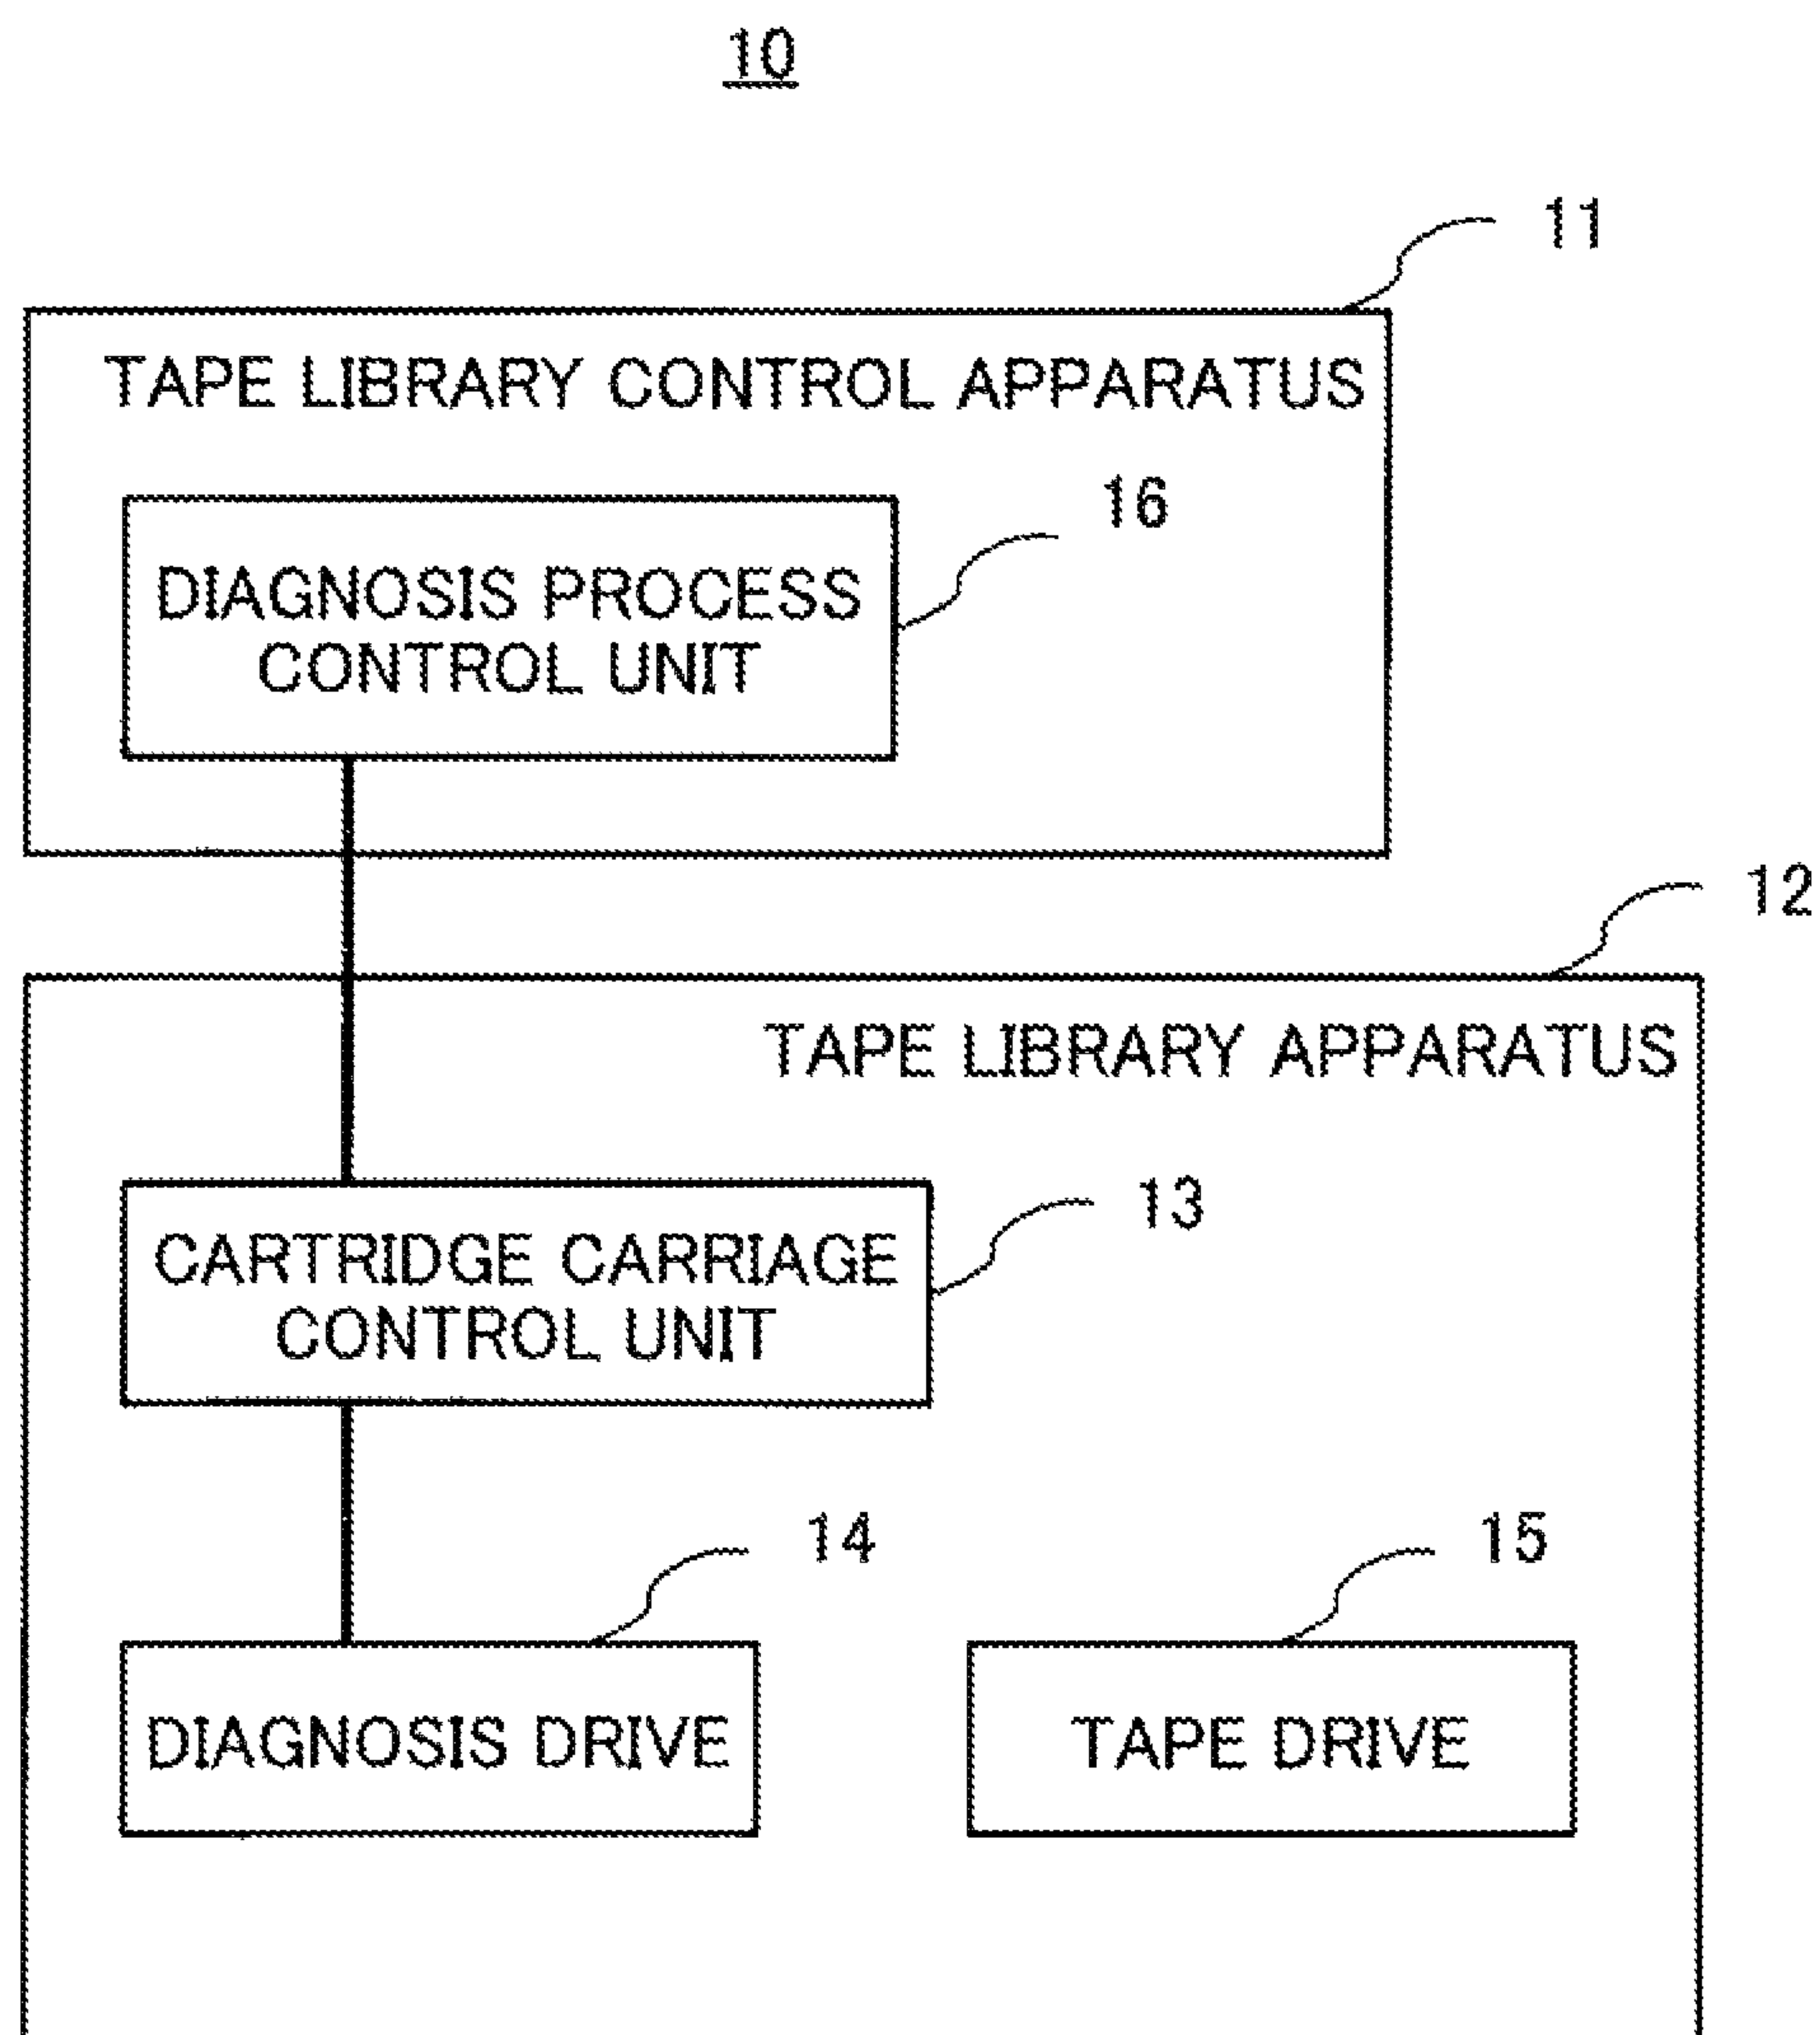 10
11
TAPE LIBRARY CONTROL APPARATUS
16
DIAGNOSIS PROCESS
CONTROL UNIT
12
TAPE LIBRARY APPARATUS
13
CARTRIDGE CARRIAGE
CONTROL UNIT
14
15
DIAGNOSIS DRIVE
TAPE DRIVE